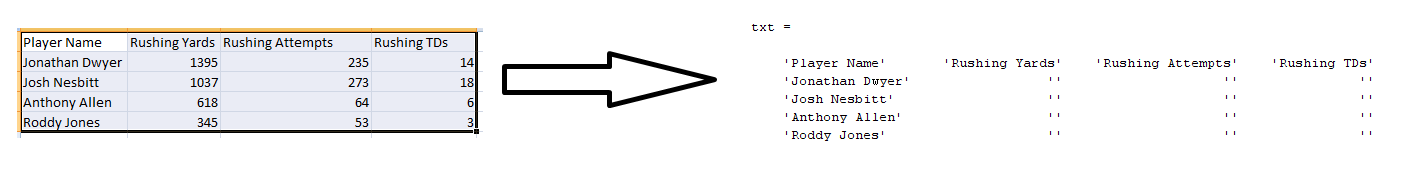 Player Name Rushing Yards Rushing Attempts Rushing TDs
Jonathan Dwyer 1395 235 14
Josh Nesbitt 1037 273 18
Anthony Allen 618 64 6
Roddy Jones 345 53 3
txt =
'Player Name' 'Rushing Yards' 'Rushing Attempts' 'Rushing TDs'
'Jonathan Dwyer' '' '' ''
'Josh Nesbitt' '' '' ''
'Anthony Allen' '' '' ''
'Roddy Jones' '' '' ''